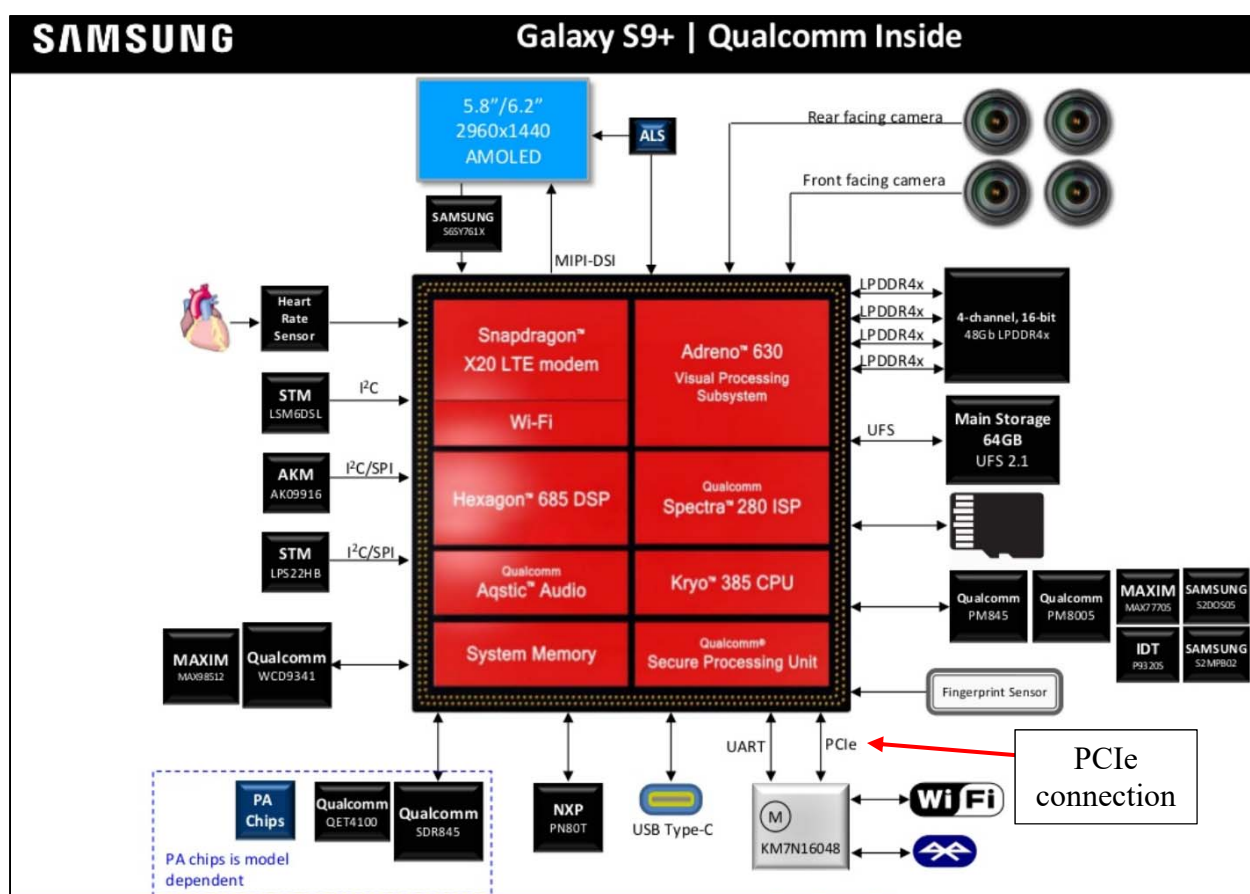 SAMSUNG
Galaxy S9+ | Qualcomm Inside
5.8"/6.2"
2960x1440
AMOLED
ALS
Rear facing camera
Front facing camera
SAMSUNG
S6SY761X
MIPI-DSI
Heart
Rate
Sensor
STM
LSM6DSL
I²C
AKM
AK09916
I²C/SPI
STM
LPS22HB
I²C/SPI
MAXIM
MAX98512
Qualcomm
WCD9341
Snapdragon™
X20 LTE modem
Wi-Fi
Adreno™ 630
Visual Processing
Subsystem
Hexagon™ 685 DSP
Qualcomm
Spectra™ 280 ISP
Qualcomm
Aqstic™ Audio
Kryo™ 385 CPU
System Memory
Qualcomm®
Secure Processing Unit
LPDDR4x
LPDDR4x
LPDDR4x
LPDDR4x
4-channel, 16-bit
48Gb LPDDR4x
UFS
Main Storage
64GB
UFS 2.1
Qualcomm
PM845
Qualcomm
PM8005
MAXIM
MAX77705
SAMSUNG
S2DOS05
IDT
P9320S
SAMSUNG
S2MPB02
Fingerprint Sensor
PA
Chips
Qualcomm
QET4100
Qualcomm
SDR845
PA chips is model
dependent
NXP
PN80T
USB Type-C
UART
PCIe
M
KM7N16048
Wi Fi
PCIe
connection